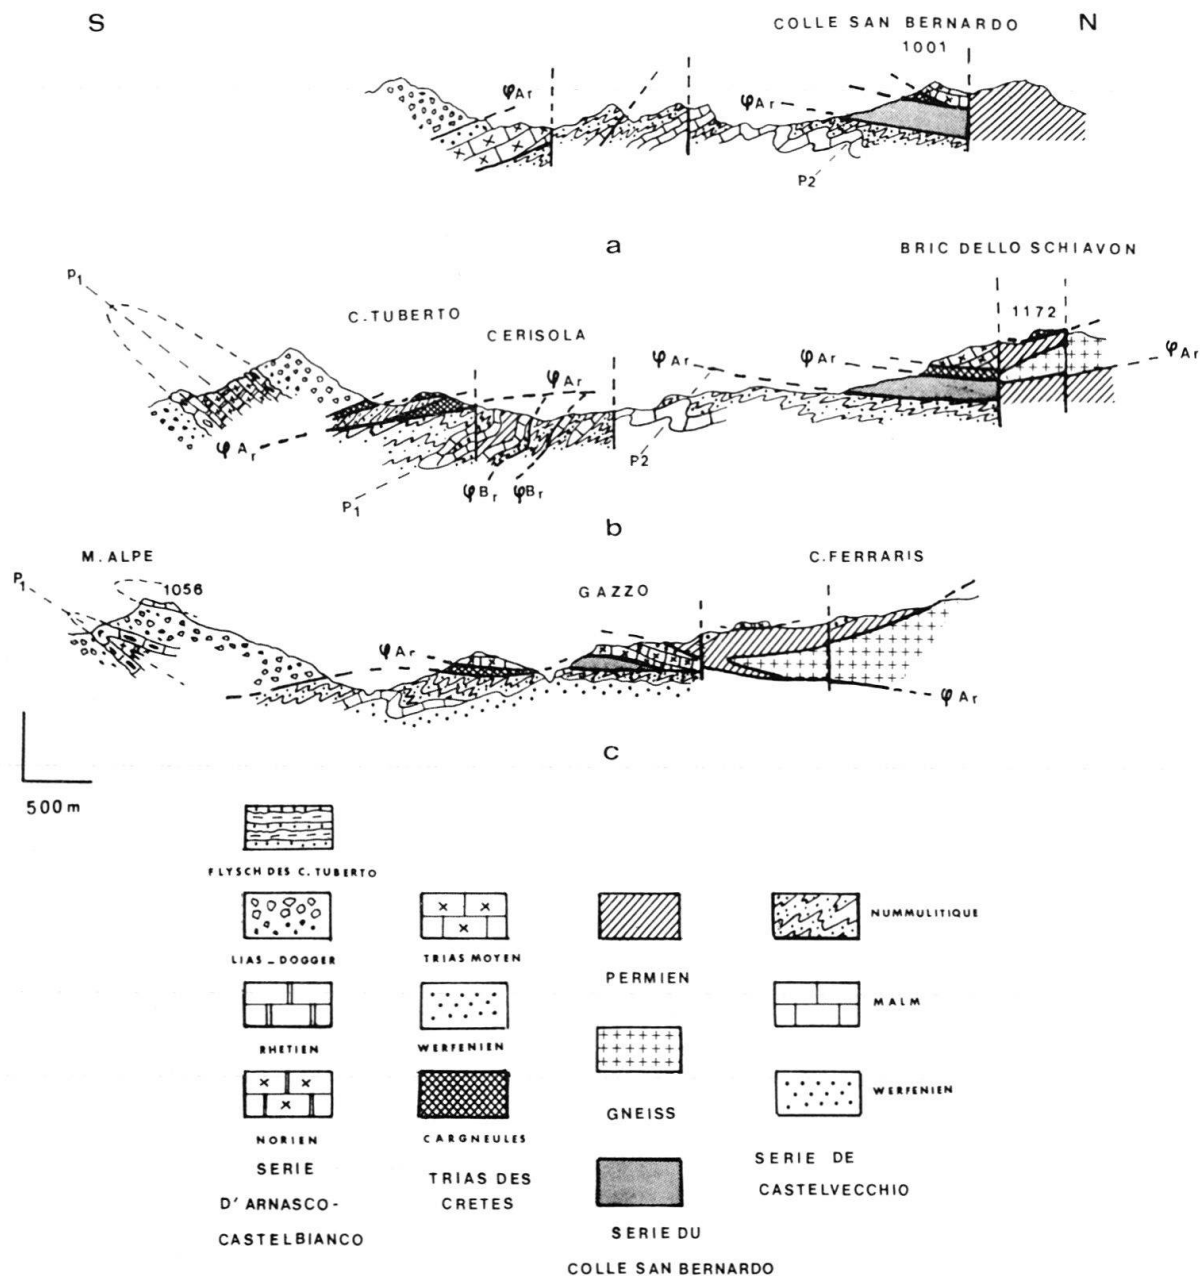 S
COLLE SAN BERNARDO
N
1001
φAr
φAr
P2
a
BRIC DELLO SCHIAVON
P1
C.TUBERTO
1172
CERISOLA
φAr
φAr
φAr
φAr
φAr
P2
P1
φBr φBr
b
M. ALPE
C.FERRARIS
P1
1056
GAZZO
φAr
φAr
c
500m
FLYSCH DES C. TUBERTO
LIAS_DOGGER
TRIAS MOYEN
NUMMULITIQUE
PERMIEN
MALM
RHETIEN
WERFENIEN
WERFENIEN
GNEISS
NORIEN
CARGNEULES
SERIE
D'ARNASCO-
CASTELBIANCO
TRIAS DES
CRETES
SERIE DE
CASTELVECCHIO
SERIE DU
COLLE SAN BERNARDO